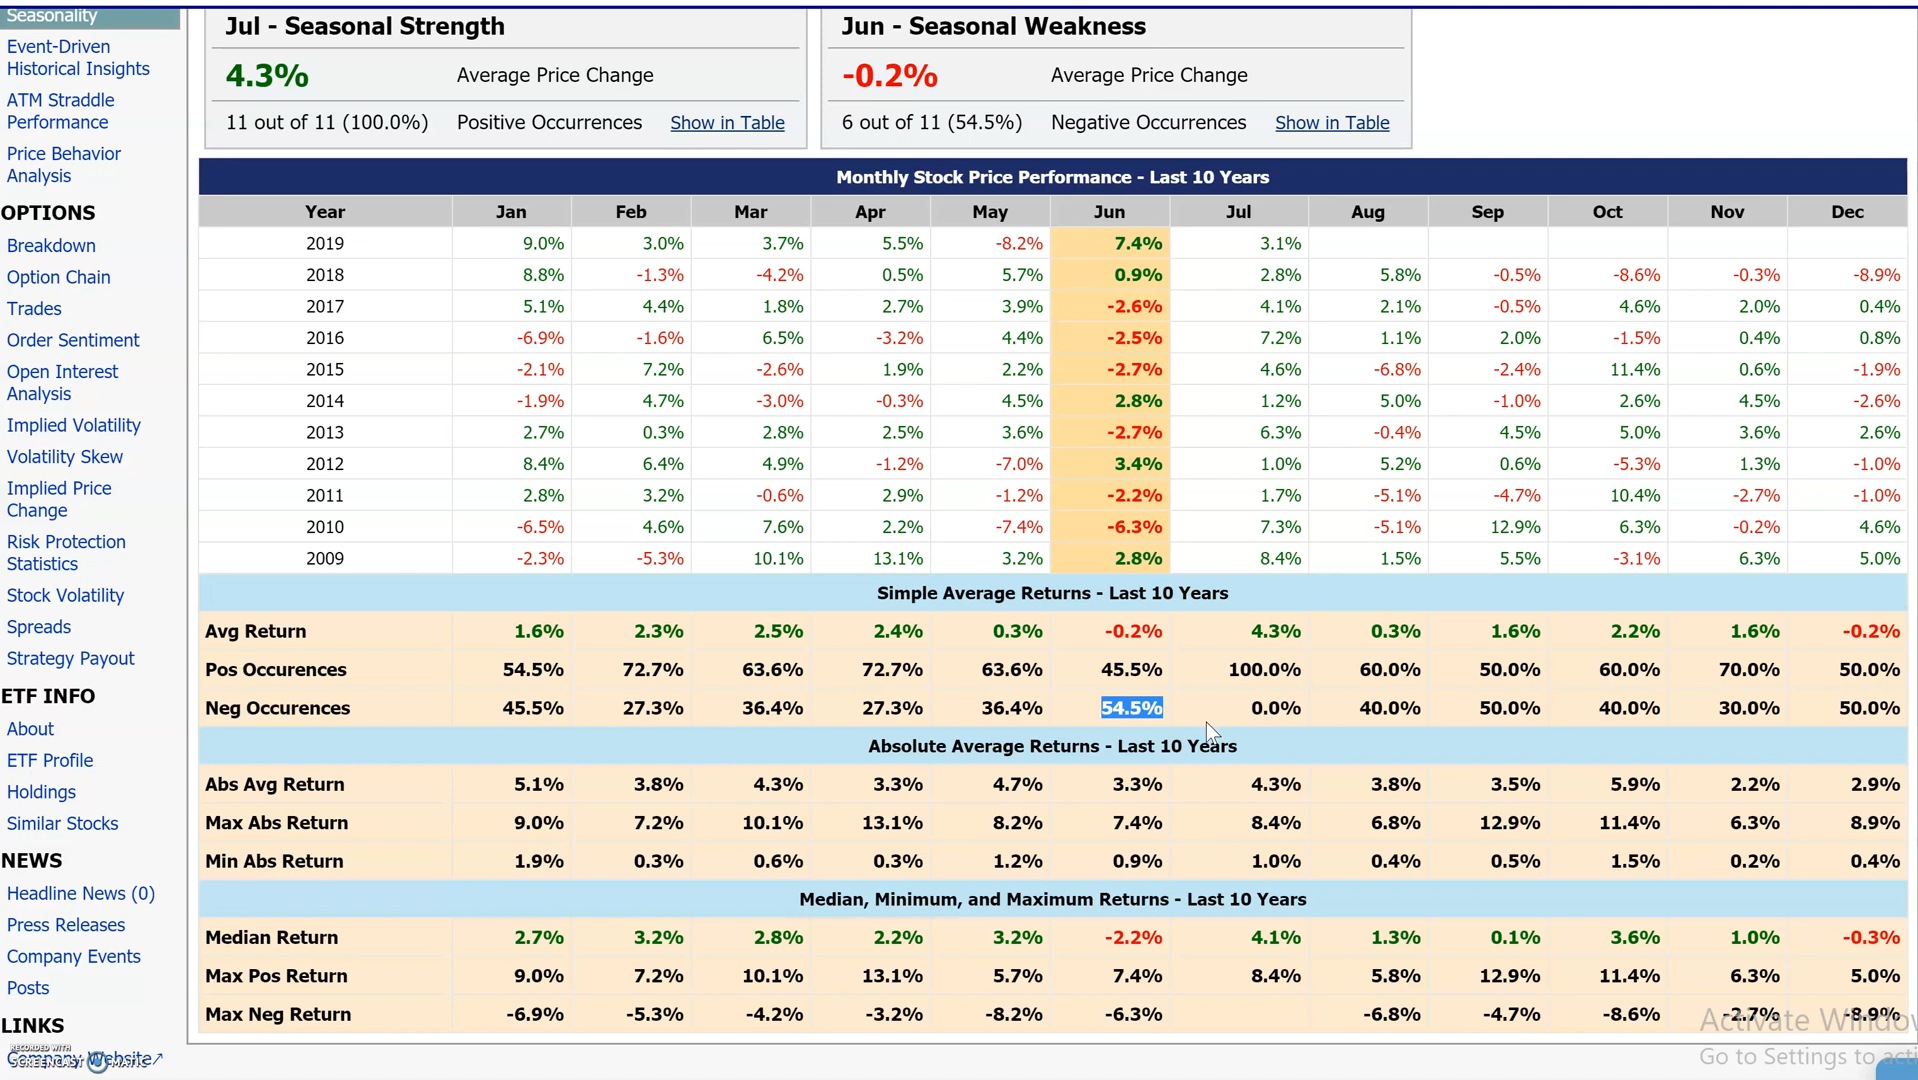 Seasonality
Event-Driven
Historical Insights
ATM Straddle
Performance
Price Behavior
Analysis
OPTIONS
Breakdown
Option Chain
Trades
Order Sentiment
Open Interest
Analysis
Implied Volatility
Volatility Skew
Implied Price
Change
Risk Protection
Statistics
Stock Volatility
Spreads
Strategy Payout
ETF INFO
About
ETF Profile
Holdings
Similar Stocks
NEWS
Headline News (0)
Press Releases
Company Events
Posts
LINKS
Company Website
RECORDED WITH
SCREENCAST MATIC
Jul - Seasonal Strength
4.3% Average Price Change
11 out of 11 (100.0%) Positive Occurrences Show in Table
Jun - Seasonal Weakness
-0.2% Average Price Change
6 out of 11 (54.5%) Negative Occurrences Show in Table
Monthly Stock Price Performance - Last 10 Years
Year Jan Feb Mar Apr May Jun Jul Aug Sep Oct Nov Dec
2019 9.0% 3.0% 3.7% 5.5% -8.2% 7.4% 3.1%
2018 8.8% -1.3% -4.2% 0.5% 5.7% 0.9% 2.8% 5.8% -0.5% -8.6% -0.3% -8.9%
2017 5.1% 4.4% 1.8% 2.7% 3.9% -2.6% 4.1% 2.1% -0.5% 4.6% 2.0% 0.4%
2016 -6.9% -1.6% 6.5% -3.2% 4.4% -2.5% 7.2% 1.1% 2.0% -1.5% 0.4% 0.8%
2015 -2.1% 7.2% -2.6% 1.9% 2.2% -2.7% 4.6% -6.8% -2.4% 11.4% 0.6% -1.9%
2014 -1.9% 4.7% -3.0% -0.3% 4.5% 2.8% 1.2% 5.0% -1.0% 2.6% 4.5% -2.6%
2013 2.7% 0.3% 2.8% 2.5% 3.6% -2.7% 6.3% -0.4% 4.5% 5.0% 3.6% 2.6%
2012 8.4% 6.4% 4.9% -1.2% -7.0% 3.4% 1.0% 5.2% 0.6% -5.3% 1.3% -1.0%
2011 2.8% 3.2% -0.6% 2.9% -1.2% -2.2% 1.7% -5.1% -4.7% 10.4% -2.7% -1.0%
2010 -6.5% 4.6% 7.6% 2.2% -7.4% -6.3% 7.3% -5.1% 12.9% 6.3% -0.2% 4.6%
2009 -2.3% -5.3% 10.1% 13.1% 3.2% 2.8% 8.4% 1.5% 5.5% -3.1% 6.3% 5.0%
Simple Average Returns - Last 10 Years
Avg Return 1.6% 2.3% 2.5% 2.4% 0.3% -0.2% 4.3% 0.3% 1.6% 2.2% 1.6% -0.2%
Pos Occurences 54.5% 72.7% 63.6% 72.7% 63.6% 45.5% 100.0% 60.0% 50.0% 60.0% 70.0% 50.0%
Neg Occurences 45.5% 27.3% 36.4% 27.3% 36.4% 54.5% 0.0% 40.0% 50.0% 40.0% 30.0% 50.0%
Absolute Average Returns - Last 10 Years
Abs Avg Return 5.1% 3.8% 4.3% 3.3% 4.7% 3.3% 4.3% 3.8% 3.5% 5.9% 2.2% 2.9%
Max Abs Return 9.0% 7.2% 10.1% 13.1% 8.2% 7.4% 8.4% 6.8% 12.9% 11.4% 6.3% 8.9%
Min Abs Return 1.9% 0.3% 0.6% 0.3% 1.2% 0.9% 1.0% 0.4% 0.5% 1.5% 0.2% 0.4%
Median, Minimum, and Maximum Returns - Last 10 Years
Median Return 2.7% 3.2% 2.8% 2.2% 3.2% -2.2% 4.1% 1.3% 0.1% 3.6% 1.0% -0.3%
Max Pos Return 9.0% 7.2% 10.1% 13.1% 5.7% 7.4% 8.4% 5.8% 12.9% 11.4% 6.3% 5.0%
Max Neg Return -6.9% -5.3% -4.2% -3.2% -8.2% -6.3% -6.8% -4.7% -8.6% -2.7% -8.9%
Activate Window
Go to Settings to acti